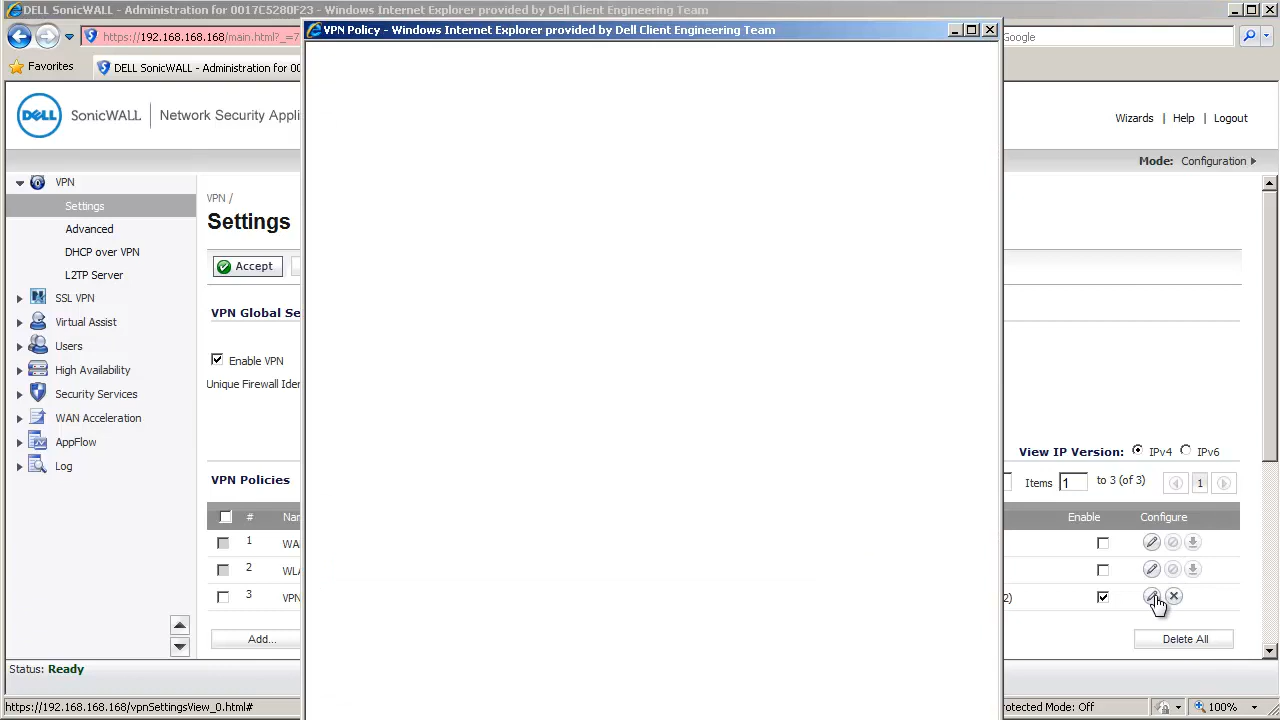 DELL SonicWALL - Administration for 0017C5280F23 - Windows Internet Explorer provided by Dell Client Engineering Team
VPN Policy - Windows Internet Explorer provided by Dell Client Engineering Team
https://192.168.168.168/main.html
Google
Favorites
DELL SonicWALL - Administration for 00
DELL
SonicWALL
Network Security Appli
Wizards | Help | Logout
Mode: Configuration
VPN
Settings
Advanced
DHCP over VPN
L2TP Server
SSL VPN
Virtual Assist
Users
High Availability
Security Services
WAN Acceleration
AppFlow
Log
VPN /
Settings
Accept
VPN Global Se
Enable VPN
Unique Firewall Iden
View IP Version: IPv4 IPv6
VPN Policies
Items 1 to 3 (of 3) 1
# Nam Enable Configure
1 WA
2 WLA
3 VPN 2)
Add... Delete All
Status: Ready
https://192.168.168.168/vpnSettingsView_0.html#
rotected Mode: Off
100%